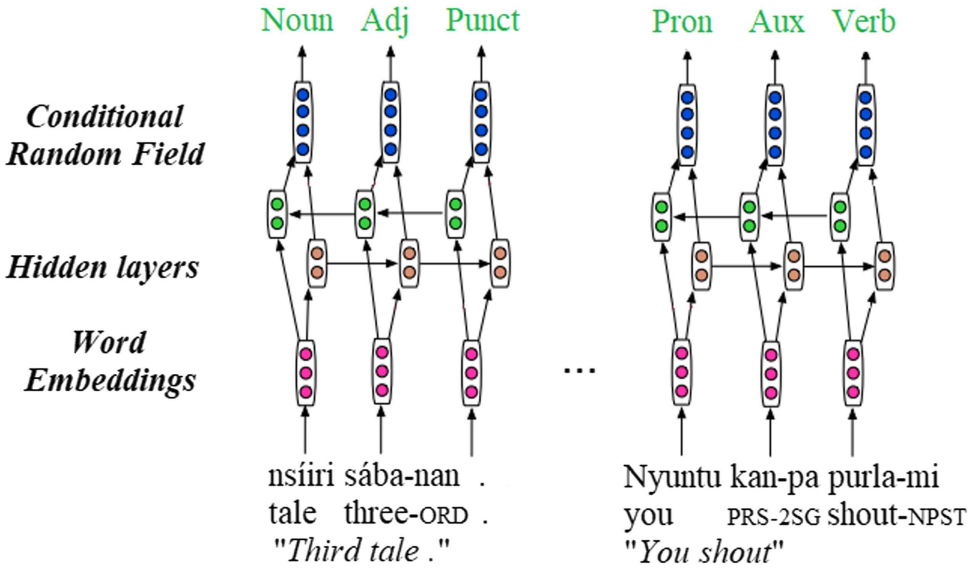 Noun Adj Punct Pron Aux Verb
Conditional
Random Field
Hidden layers
Word
Embeddings
...
nsíiri sába-nan .
tale three-ORD .
"Third tale ."
Nyuntu kan-pa purla-mi
you PRS-2SG shout-NPST
"You shout"